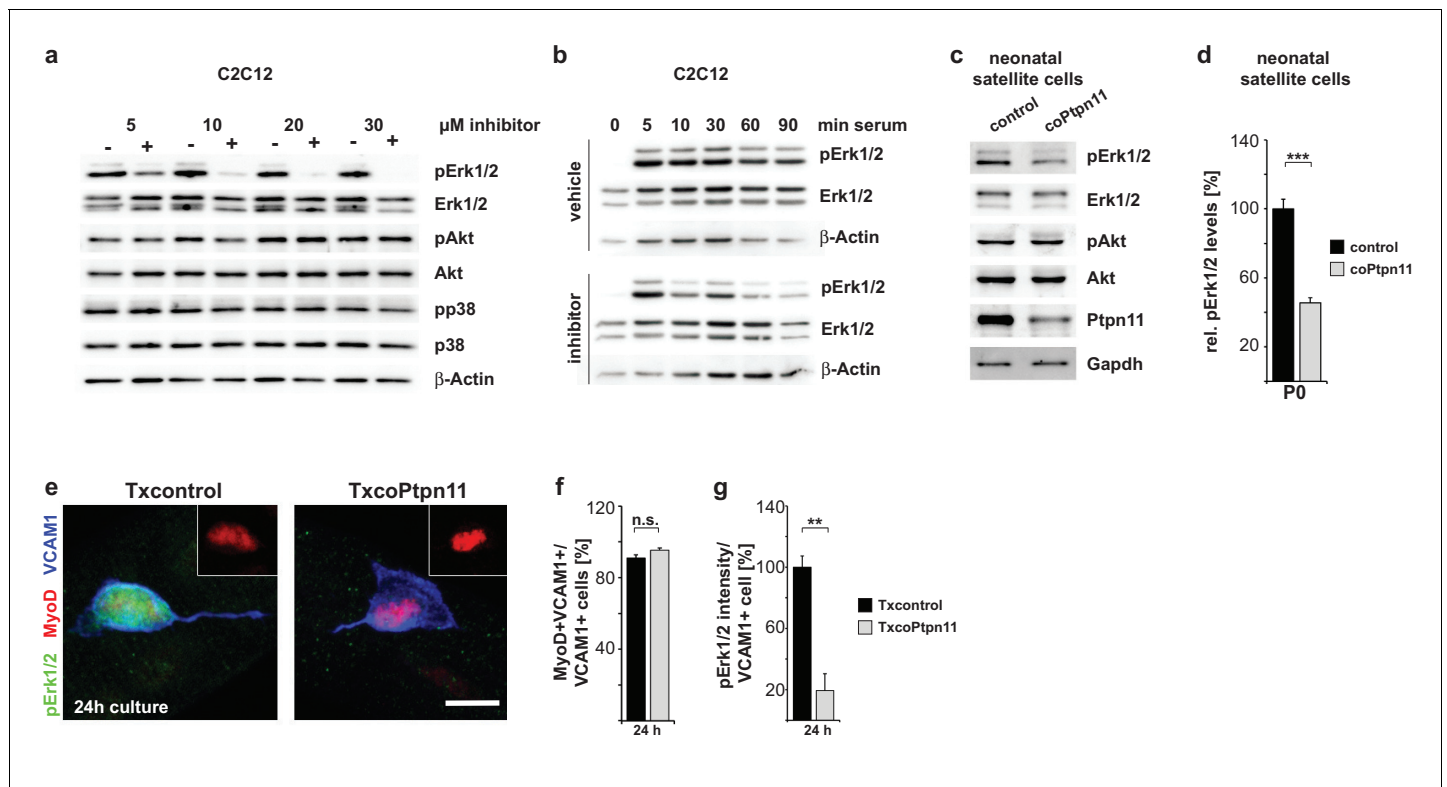 a
C2C12
5 10 20 30 µM inhibitor
- + - + - + - +
pErk1/2
Erk1/2
pAkt
Akt
pp38
p38
β-Actin
b
C2C12
0 5 10 30 60 90 min serum
vehicle
pErk1/2
Erk1/2
β-Actin
inhibitor
pErk1/2
Erk1/2
β-Actin
c
neonatal
satellite cells
control
coPtpn11
pErk1/2
Erk1/2
pAkt
Akt
Ptpn11
Gapdh
d
neonatal
satellite cells
rel. pErk1/2 levels [%]
140
100
60
20
***
P0
control
coPtpn11
e
Txcontrol
TxcoPtpn11
pErk1/2 MyoD VCAM1
24h culture
f
MyoD+VCAM1+/
VCAM1+ cells [%]
120
80
40
n.s.
24 h
g
pErk1/2 intensity/
VCAM1+ cell [%]
140
100
60
20
**
24 h
Txcontrol
TxcoPtpn11